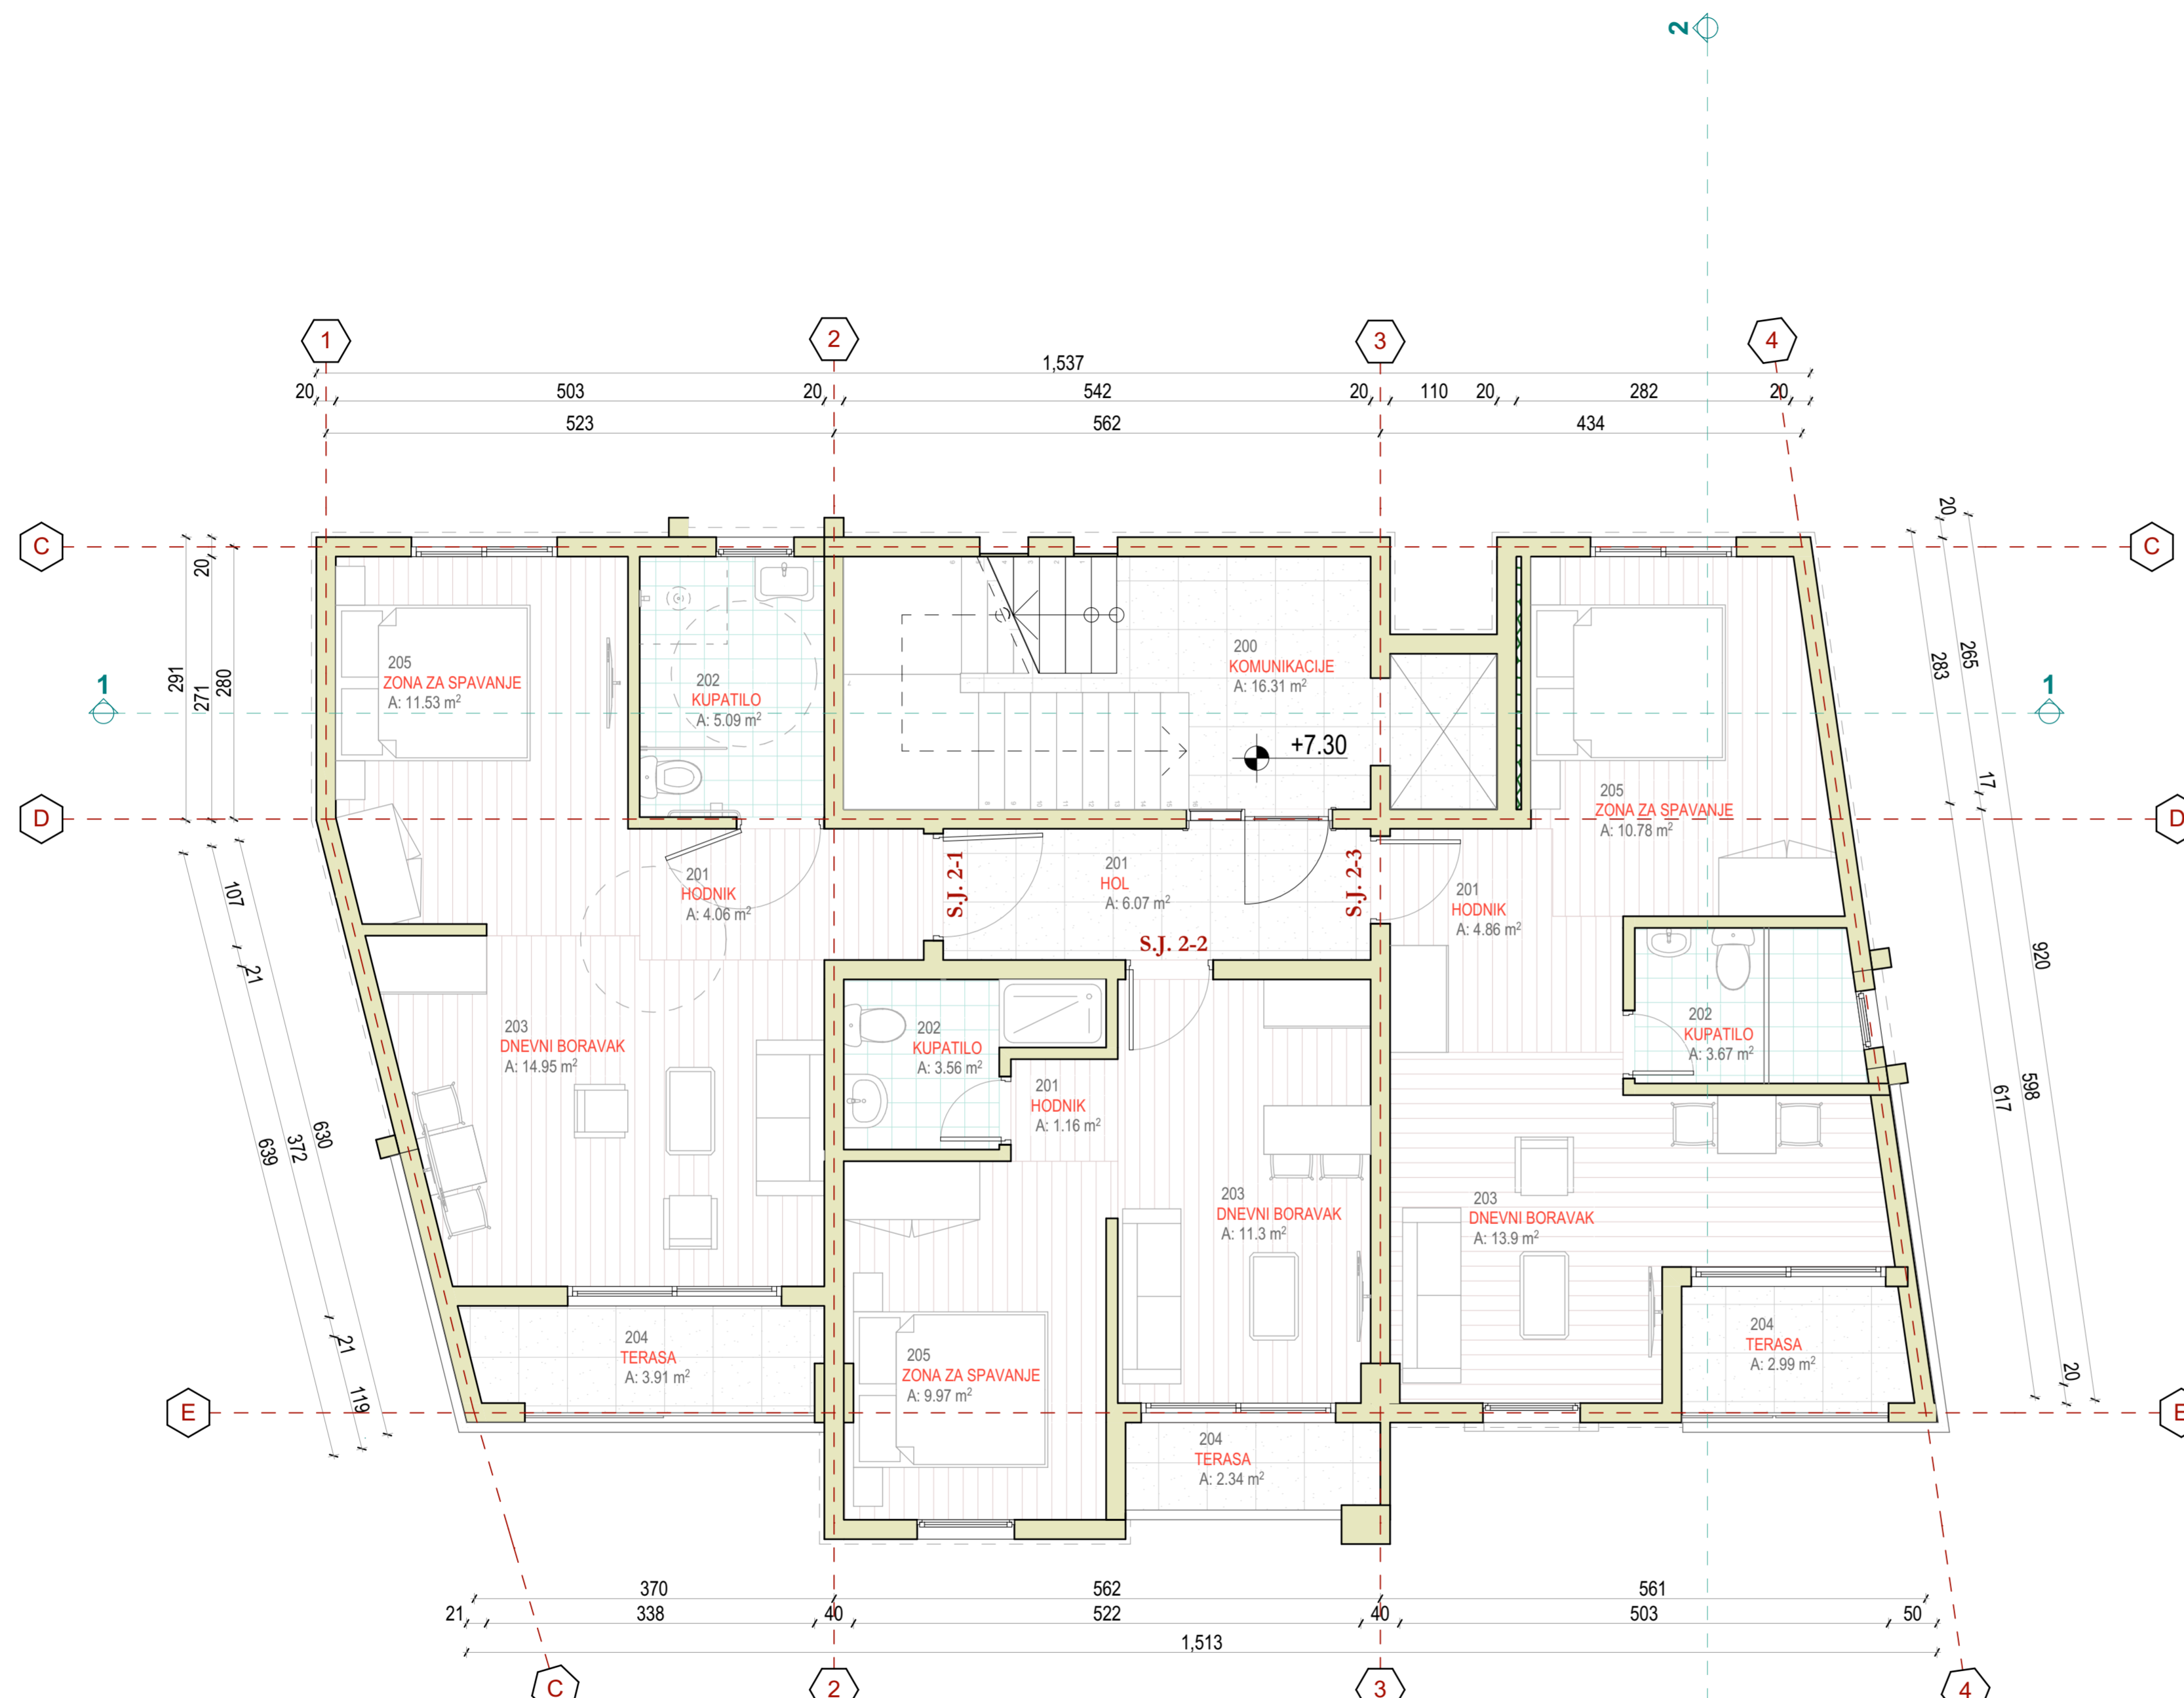 2
1
2
3
4
1,537
20
503
20
542
20
110
20
282
20
523
562
434
C
C
20
291
271
280
20
265
283
205
ZONA ZA SPAVANJE
A: 11.53 m²
202
KUPATILO
A: 5.09 m²
200
KOMUNIKACIJE
A: 16.31 m²
1
1
+7.30
205
ZONA ZA SPAVANJE
A: 10.78 m²
17
D
D
S.J. 2-1
S.J. 2-3
201
HODNIK
A: 4.06 m²
201
HOL
A: 6.07 m²
S.J. 2-2
201
HODNIK
A: 4.86 m²
107
21
920
203
DNEVNI BORAVAK
A: 14.95 m²
202
KUPATILO
A: 3.56 m²
201
HODNIK
A: 1.16 m²
202
KUPATILO
A: 3.67 m²
639
372
630
617
598
203
DNEVNI BORAVAK
A: 11.3 m²
203
DNEVNI BORAVAK
A: 13.9 m²
204
TERASA
A: 3.91 m²
205
ZONA ZA SPAVANJE
A: 9.97 m²
204
TERASA
A: 2.99 m²
21
119
20
E
E
204
TERASA
A: 2.34 m²
370
562
561
21
338
40
522
40
503
50
1,513
C
2
3
4